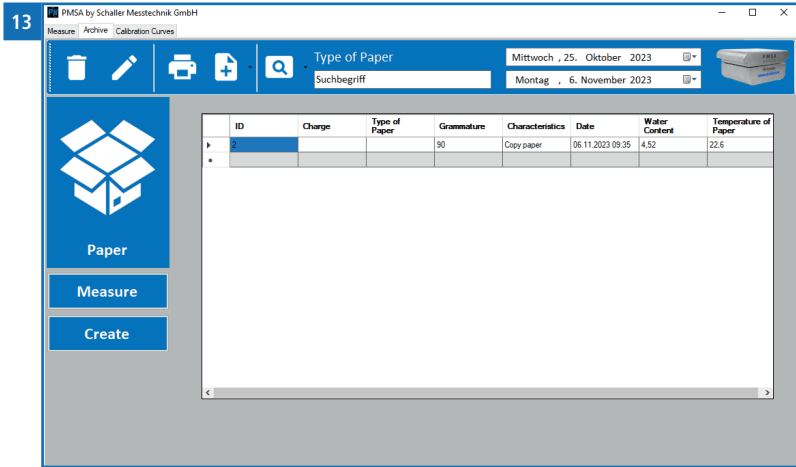 13
PMSA by Schaller Messtechnik GmbH
Measure Archive Calibration Curves
Type of Paper
Suchbegriff
Mittwoch , 25. Oktober 2023
Montag , 6. November 2023
PMSA
ID Charge Type of Paper Grammature Characteristics Date Water Content Temperature of Paper
2 90 Copy paper 06.11.2023 09:35 4,52 22,6
Paper
Measure
Create